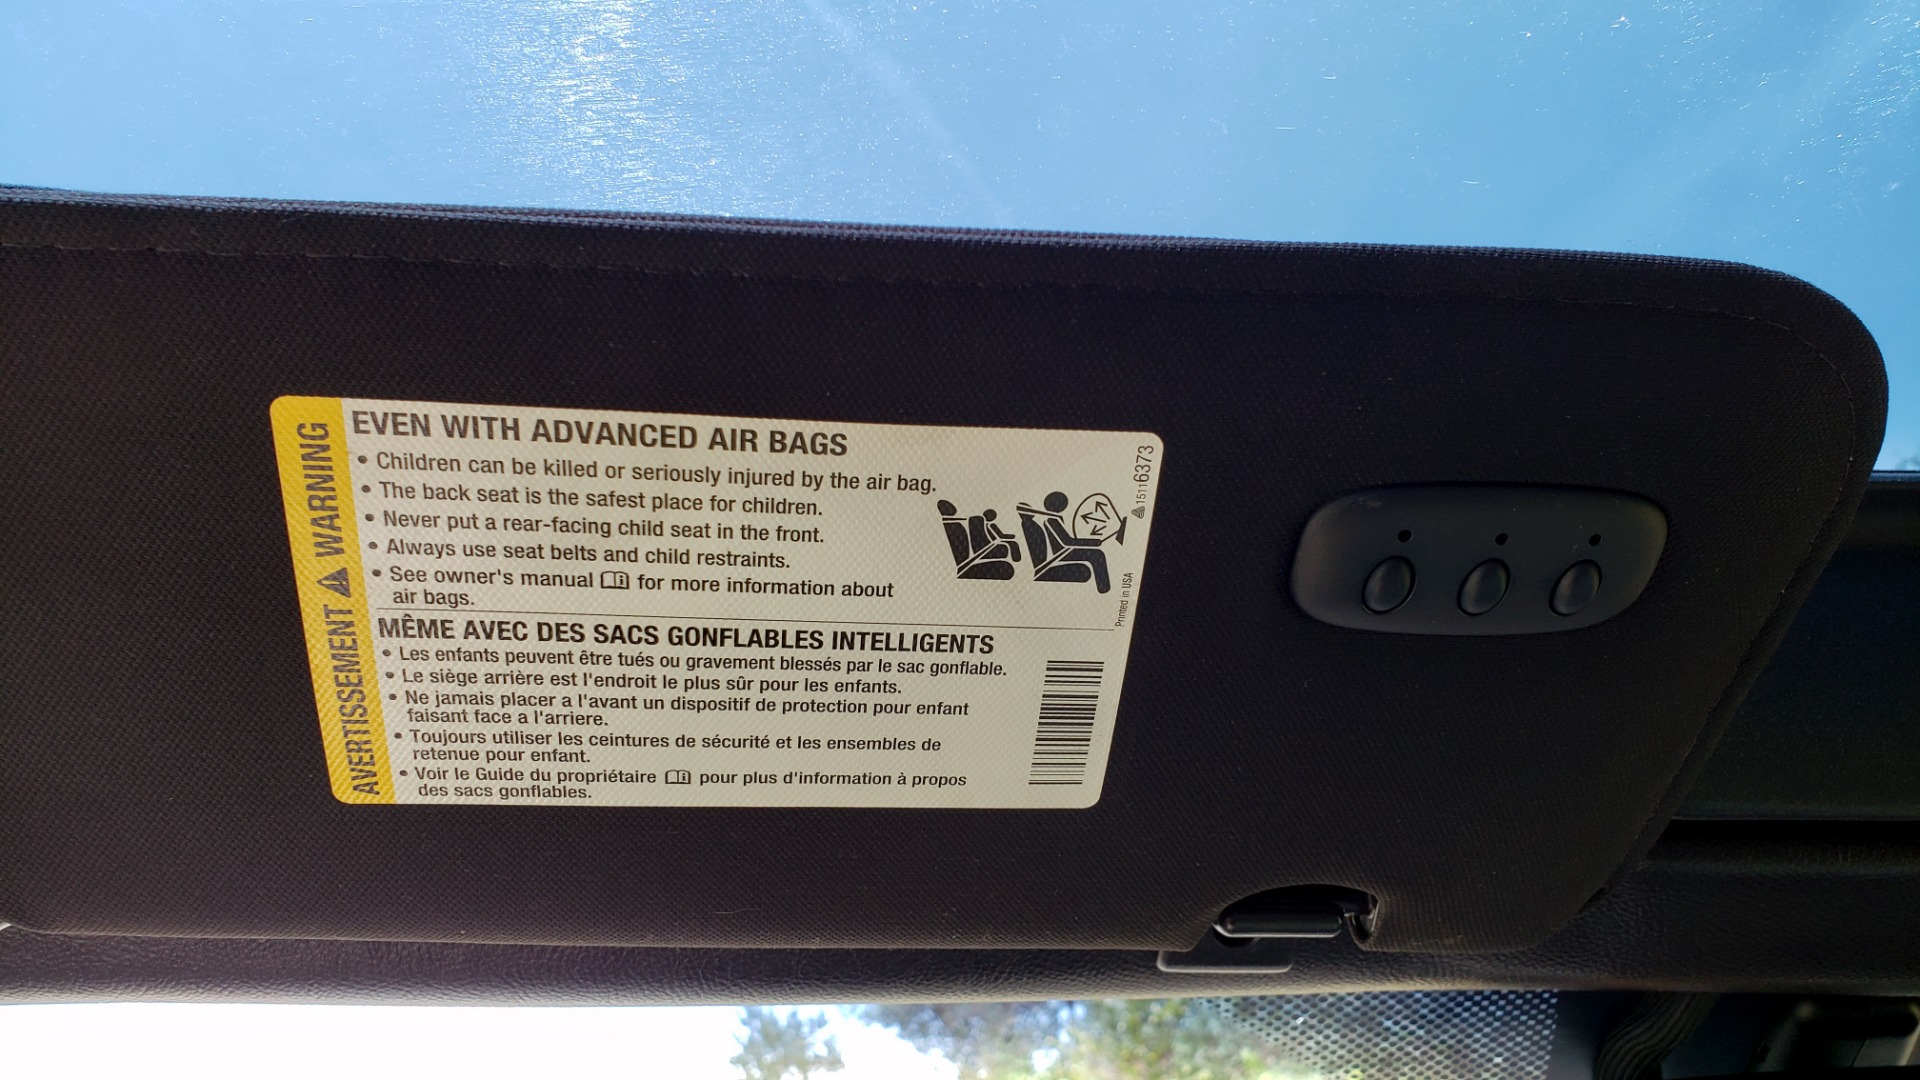 AVERTISSEMENT ⚠ WARNING
EVEN WITH ADVANCED AIR BAGS
• Children can be killed or seriously injured by the air bag.
• The back seat is the safest place for children.
• Never put a rear-facing child seat in the front.
• Always use seat belts and child restraints.
• See owner's manual for more information about
air bags.
15116373
Printed in USA
MÊME AVEC DES SACS GONFLABLES INTELLIGENTS
• Les enfants peuvent être tués ou gravement blessés par le sac gonflable.
• Le siège arrière est l'endroit le plus sûr pour les enfants.
• Ne jamais placer a l'avant un dispositif de protection pour enfant
faisant face a l'arriere.
• Toujours utiliser les ceintures de sécurité et les ensembles de
retenue pour enfant.
• Voir le Guide du propriétaire pour plus d'information à propos
des sacs gonflables.